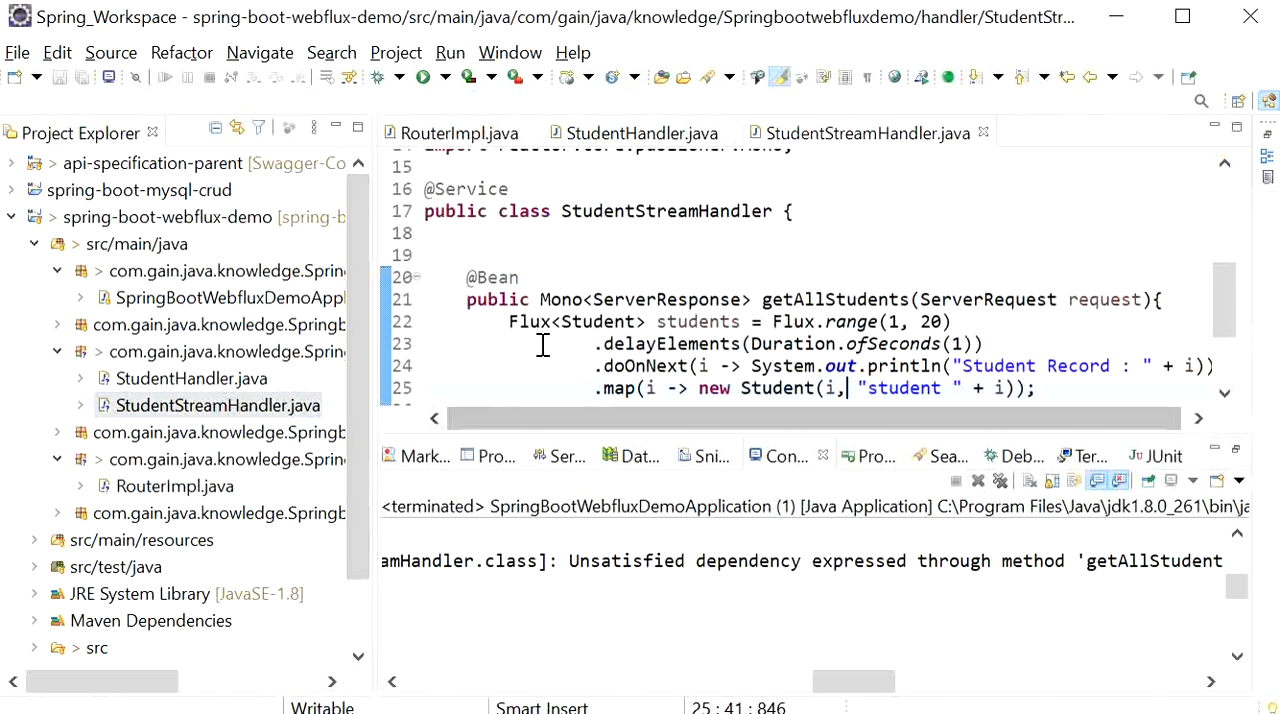 Spring_Workspace - spring-boot-webflux-demo/src/main/java/com/gain/java/knowledge/Springbootwebfluxdemo/handler/StudentStr...
File Edit Source Refactor Navigate Search Project Run Window Help
Project Explorer
RouterImpl.java StudentHandler.java StudentStreamHandler.java
> api-specification-parent [Swagger-Co
spring-boot-mysql-crud
> spring-boot-webflux-demo [spring-b
> src/main/java
> com.gain.java.knowledge.Sprin
SpringBootWebfluxDemoAppl
com.gain.java.knowledge.Springb
> com.gain.java.knowledge.Sprin
StudentHandler.java
StudentStreamHandler.java
com.gain.java.knowledge.Springb
> com.gain.java.knowledge.Sprin
RouterImpl.java
com.gain.java.knowledge.Springb
src/main/resources
src/test/java
JRE System Library [JavaSE-1.8]
Maven Dependencies
> src
15
16 @Service
17 public class StudentStreamHandler {
18
19
20 @Bean
21 public Mono<ServerResponse> getAllStudents(ServerRequest request){
22 Flux<Student> students = Flux.range(1, 20)
23 .delayElements(Duration.ofSeconds(1))
24 .doOnNext(i -> System.out.println("Student Record : " + i))
25 .map(i -> new Student(i, "student " + i));
Mark... Pro... Ser... Dat... Sni... Con... Pro... Sea... Deb... Ter... JUnit
<terminated> SpringBootWebfluxDemoApplication (1) [Java Application] C:\Program Files\Java\jdk1.8.0_261\bin\ja
amHandler.class]: Unsatisfied dependency expressed through method 'getAllStudent
Writable Smart Insert 25 : 41 : 846